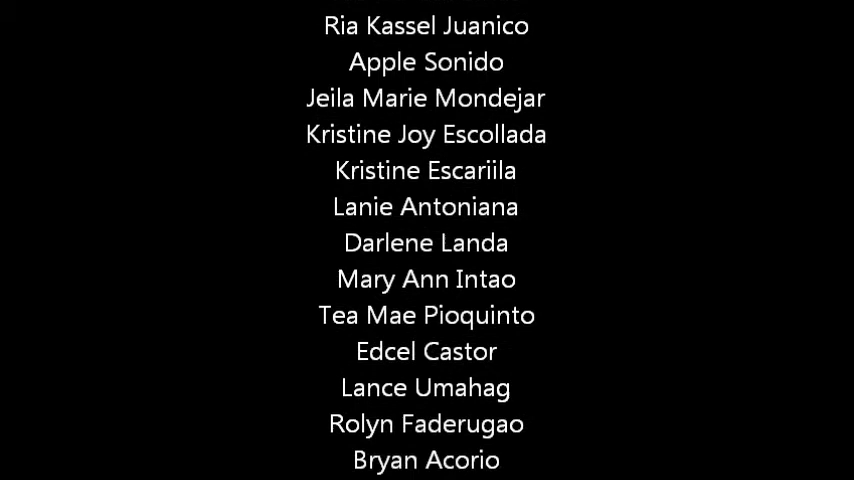 Ria Kassel Juanico
Apple Sonido
Jeila Marie Mondejar
Kristine Joy Escollada
Kristine Escariila
Lanie Antoniana
Darlene Landa
Mary Ann Intao
Tea Mae Pioquinto
Edcel Castor
Lance Umahag
Rolyn Faderugao
Bryan Acorio